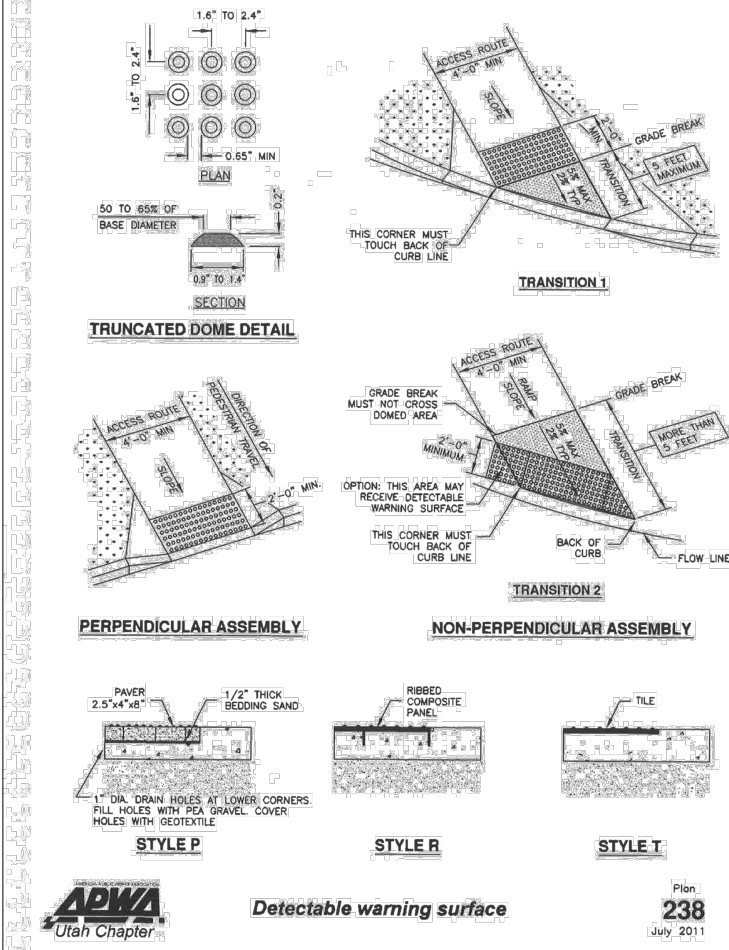 1.6" TO 2.4"
1.6" TO 2.4"
0.65" MIN
PLAN
50 TO 65% OF
BASE DIAMETER
0.2"
0.9" TO 1.4"
SECTION
TRUNCATED DOME DETAIL
ACCESS ROUTE
4'-0" MIN
SLOPE
2'-0"
MIN.
GRADE BREAK
TRANSITION
5 FEET
MAXIMUM
5% MAX
2% TYP
THIS CORNER MUST
TOUCH BACK OF
CURB LINE
TRANSITION 1
ACCESS ROUTE
4'-0" MIN
DIRECTION OF
PEDESTRIAN TRAVEL
SLOPE
2'-0" MIN.
PERPENDICULAR ASSEMBLY
ACCESS ROUTE
4'-0" MIN
RAMP
SLOPE
GRADE BREAK
GRADE BREAK
MUST NOT CROSS
DOMED AREA
5% MAX
2% TYP
TRANSITION
MORE THAN
5 FEET
2'-0"
MINIMUM
OPTION: THIS AREA MAY
RECEIVE DETECTABLE
WARNING SURFACE
THIS CORNER MUST
TOUCH BACK OF
CURB LINE
BACK OF
CURB
FLOW LINE
TRANSITION 2
NON-PERPENDICULAR ASSEMBLY
PAVER
2.5"x4"x8"
1/2" THICK
BEDDING SAND
1" DIA. DRAIN HOLES AT LOWER CORNERS.
FILL HOLES WITH PEA GRAVEL. COVER
HOLES WITH GEOTEXTILE
STYLE P
RIBBED
COMPOSITE
PANEL
STYLE R
TILE
STYLE T
AMERICAN PUBLIC WORKS ASSOCIATION
APWA
Utah Chapter
Detectable warning surface
Plan
238
July 2011